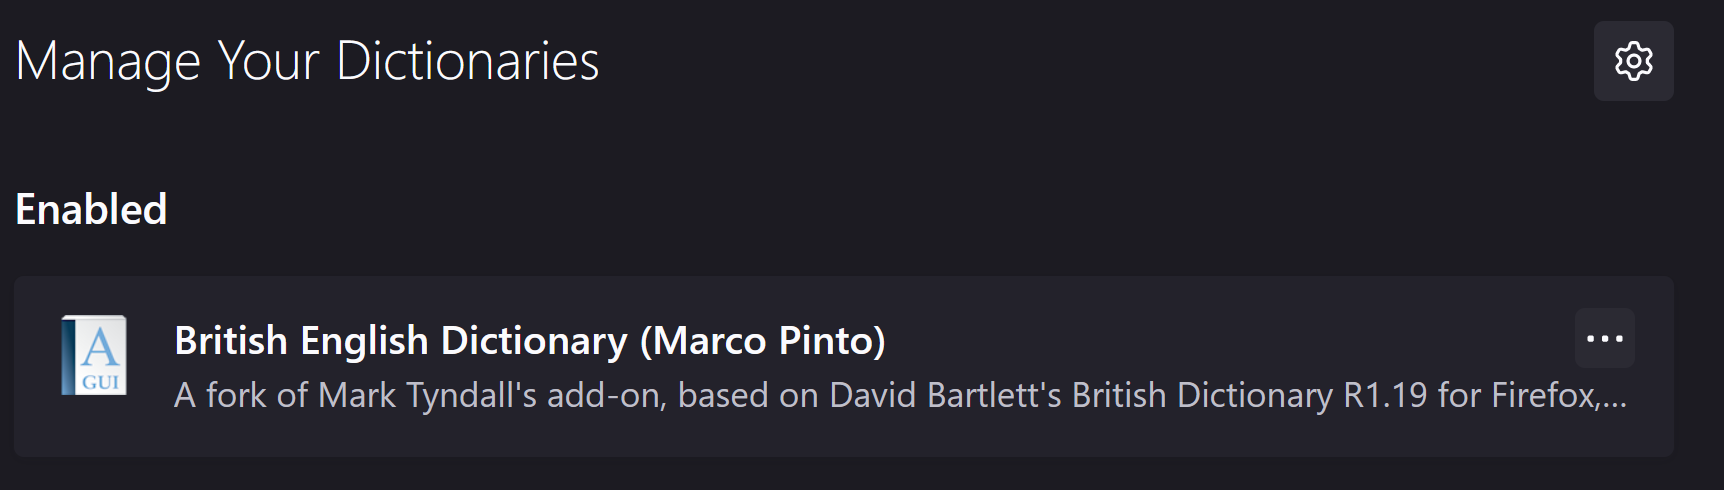 Manage Your Dictionaries
Enabled
A
GUI
British English Dictionary (Marco Pinto)
A fork of Mark Tyndall's add-on, based on David Bartlett's British Dictionary R1.19 for Firefox,...